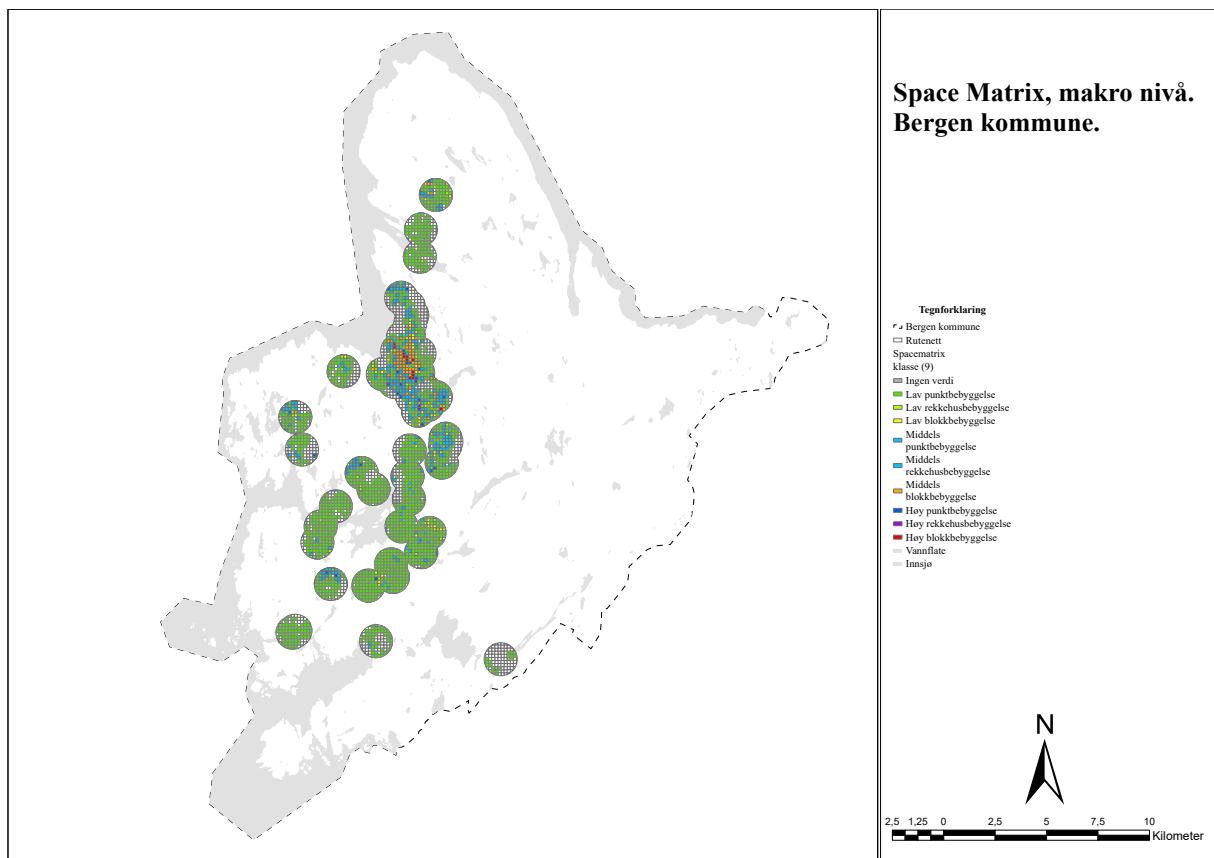 Space Matrix, makro nivå.
Bergen kommune.
Tegnforklaring
Bergen kommune
Rutenett
Spacematrix
klasse (9)
Ingen verdi
Lav punktbebyggelse
Lav rekkehusbebyggelse
Lav blokkbebyggelse
Middels
punktbebyggelse
Middels
rekkehusbebyggelse
Middels
blokkbebyggelse
Høy punktbebyggelse
Høy rekkehusbebyggelse
Høy blokkbebyggelse
Vannflate
Innsjø
N
2,5 1,25 0 2,5 5 7,5 10
Kilometer